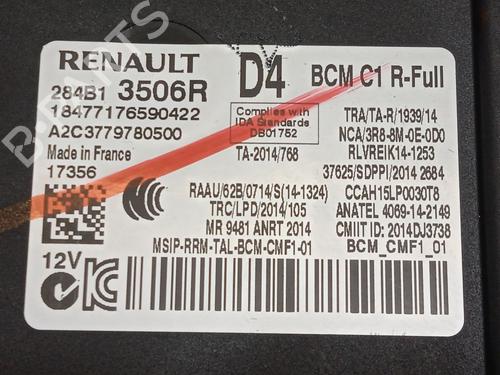 RENAULT D4 BCM C1 R-Full
284B1 3506R
18477176590422
A2C3779780500
Made in France
17356
Complies with
IDA Standards
DB01752
TA-2014/768
TRA/TA-R/1939/14
NCA/3R8-8M-0E-0D0
RLVREIK14-1253
37625/SDPPI/2014 2684
RAAU/62B/0714/S(14-1324)
TRC/LPD/2014/105
MR 9481 ANRT 2014
MSIP-RRM-TAL-BCM-CMF1-01
CCAH15LP0030T8
ANATEL 4069-14-2149
CMIIT ID: 2014DJ3738
BCM_CMF1_01
12V
B-PARTS